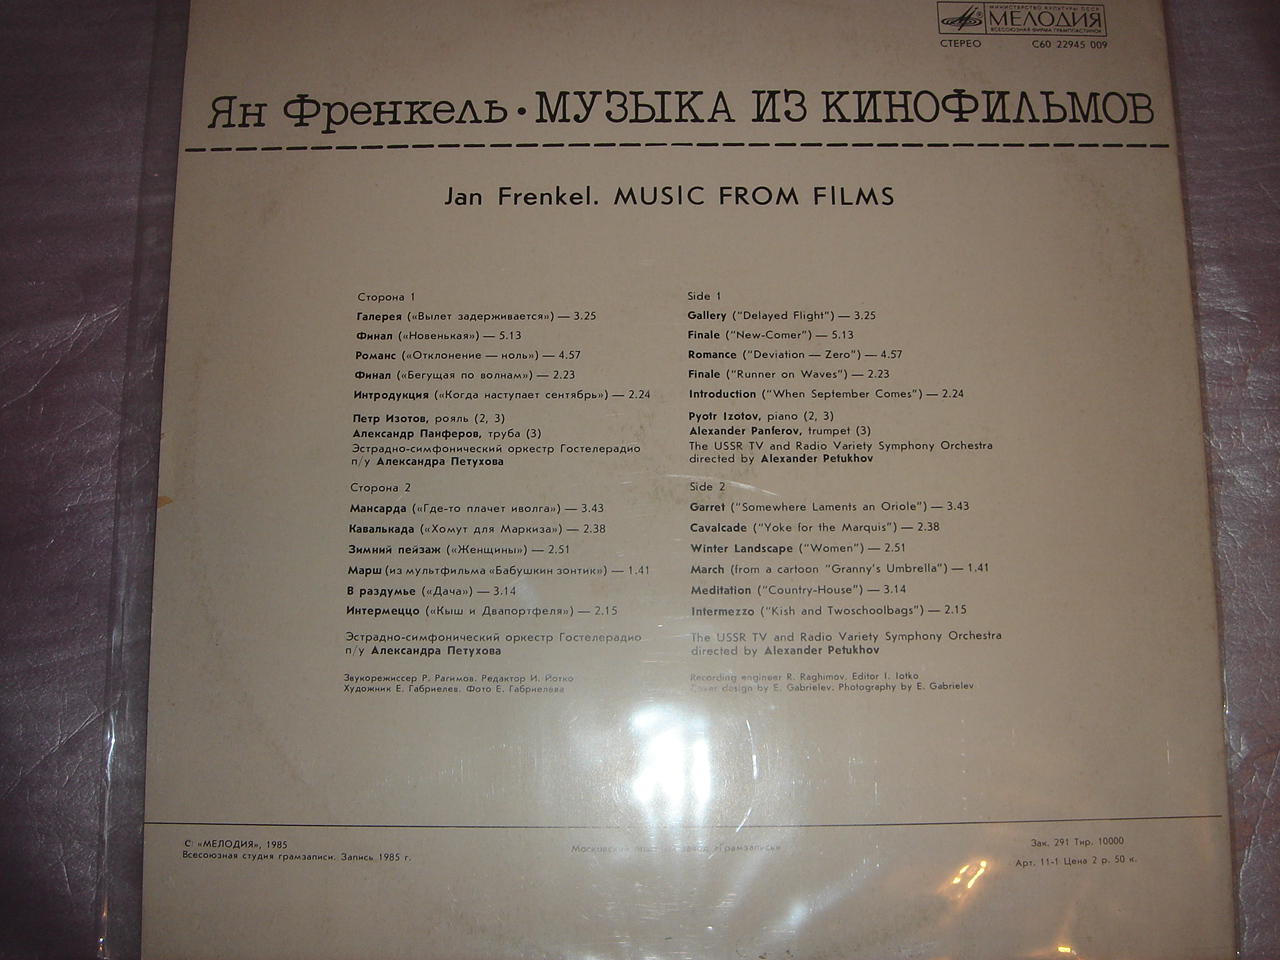 МИНИСТЕРСТВО КУЛЬТУРЫ СССР
МЕЛОДИЯ
ВСЕСОЮЗНАЯ ФИРМА ГРАМПЛАСТИНОК
СТЕРЕО С60 22945 009
Ян Френкель • МУЗЫКА ИЗ КИНОФИЛЬМОВ
Jan Frenkel. MUSIC FROM FILMS
Сторона 1
Галерея («Вылет задерживается») — 3.25
Финал («Новенькая») — 5.13
Романс («Отклонение — ноль») — 4.57
Финал («Бегущая по волнам») — 2.23
Интродукция («Когда наступает сентябрь») — 2.24
Петр Изотов, рояль (2, 3)
Александр Панферов, труба (3)
Эстрадно-симфонический оркестр Гостелерадио
п/у Александра Петухова
Сторона 2
Мансарда («Где-то плачет иволга») — 3.43
Кавалькада («Хомут для Маркиза») — 2.38
Зимний пейзаж («Женщины») — 2.51
Марш (из мультфильма «Бабушкин зонтик») — 1.41
В раздумье («Дача») — 3.14
Интермеццо («Кыш и Двапортфеля») — 2.15
Эстрадно-симфонический оркестр Гостелерадио
п/у Александра Петухова
Звукорежиссер Р. Рагимов. Редактор И. Йотко
Художник Е. Габриелев. Фото Е. Габриелева
Side 1
Gallery ("Delayed Flight") — 3.25
Finale ("New-Comer") — 5.13
Romance ("Deviation — Zero") — 4.57
Finale ("Runner on Waves") — 2.23
Introduction ("When September Comes") — 2.24
Pyotr Izotov, piano (2, 3)
Alexander Panferov, trumpet (3)
The USSR TV and Radio Variety Symphony Orchestra
directed by Alexander Petukhov
Side 2
Garret ("Somewhere Laments an Oriole") — 3.43
Cavalcade ("Yoke for the Marquis") — 2.38
Winter Landscape ("Women") — 2.51
March (from a cartoon "Granny's Umbrella") — 1.41
Meditation ("Country-House") — 3.14
Intermezzo ("Kish and Twoschoolbags") — 2.15
The USSR TV and Radio Variety Symphony Orchestra
directed by Alexander Petukhov
Recording engineer R. Raghimov. Editor I. Iotko
Cover design by E. Gabrielev. Photography by E. Gabrielev
С «МЕЛОДИЯ», 1985
Всесоюзная студия грамзаписи. Запись 1985 г.
Московский завод «Грамзапись»
Зак. 291 Тир. 10000
Арт. 11-1 Цена 2 р. 50 к.